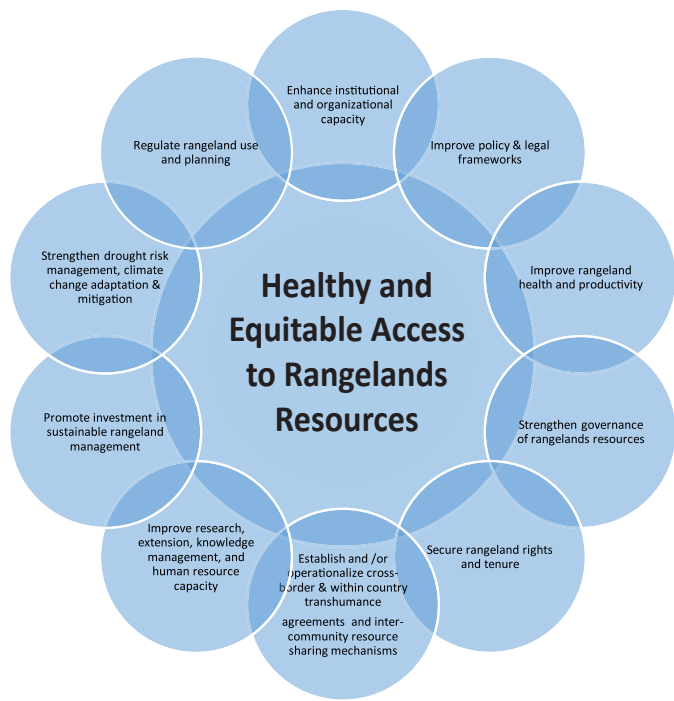 Enhance institutional
and organizational
capacity
Improve policy & legal
frameworks
Improve rangeland
health and productivity
Strengthen governance
of rangelands resources
Secure rangeland rights
and tenure
Establish and /or
operationalize cross-
border & within country
transhumance
agreements and inter-
community resource
sharing mechanisms
Improve research,
extension, knowledge
management, and
human resource
capacity
Promote investment in
sustainable rangeland
management
Strengthen drought risk
management, climate
change adaptation &
mitigation
Regulate rangeland use
and planning
Healthy and
Equitable Access
to Rangelands
Resources